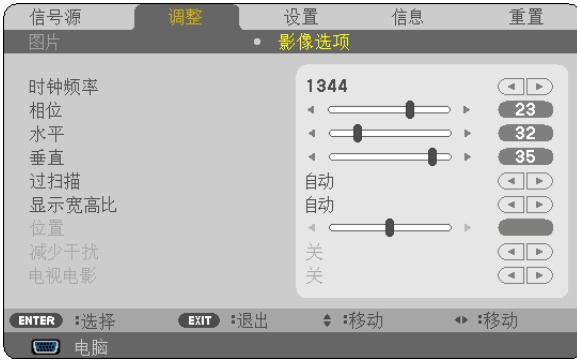 信号源 调整 设置 信息 重置
图片 • 影像选项
时钟频率 1344
相位 23
水平 32
垂直 35
过扫描 自动
显示宽高比 自动
位置
减少干扰 关
电视电影 关
ENTER :选择 EXIT :退出 :移动 :移动
电脑